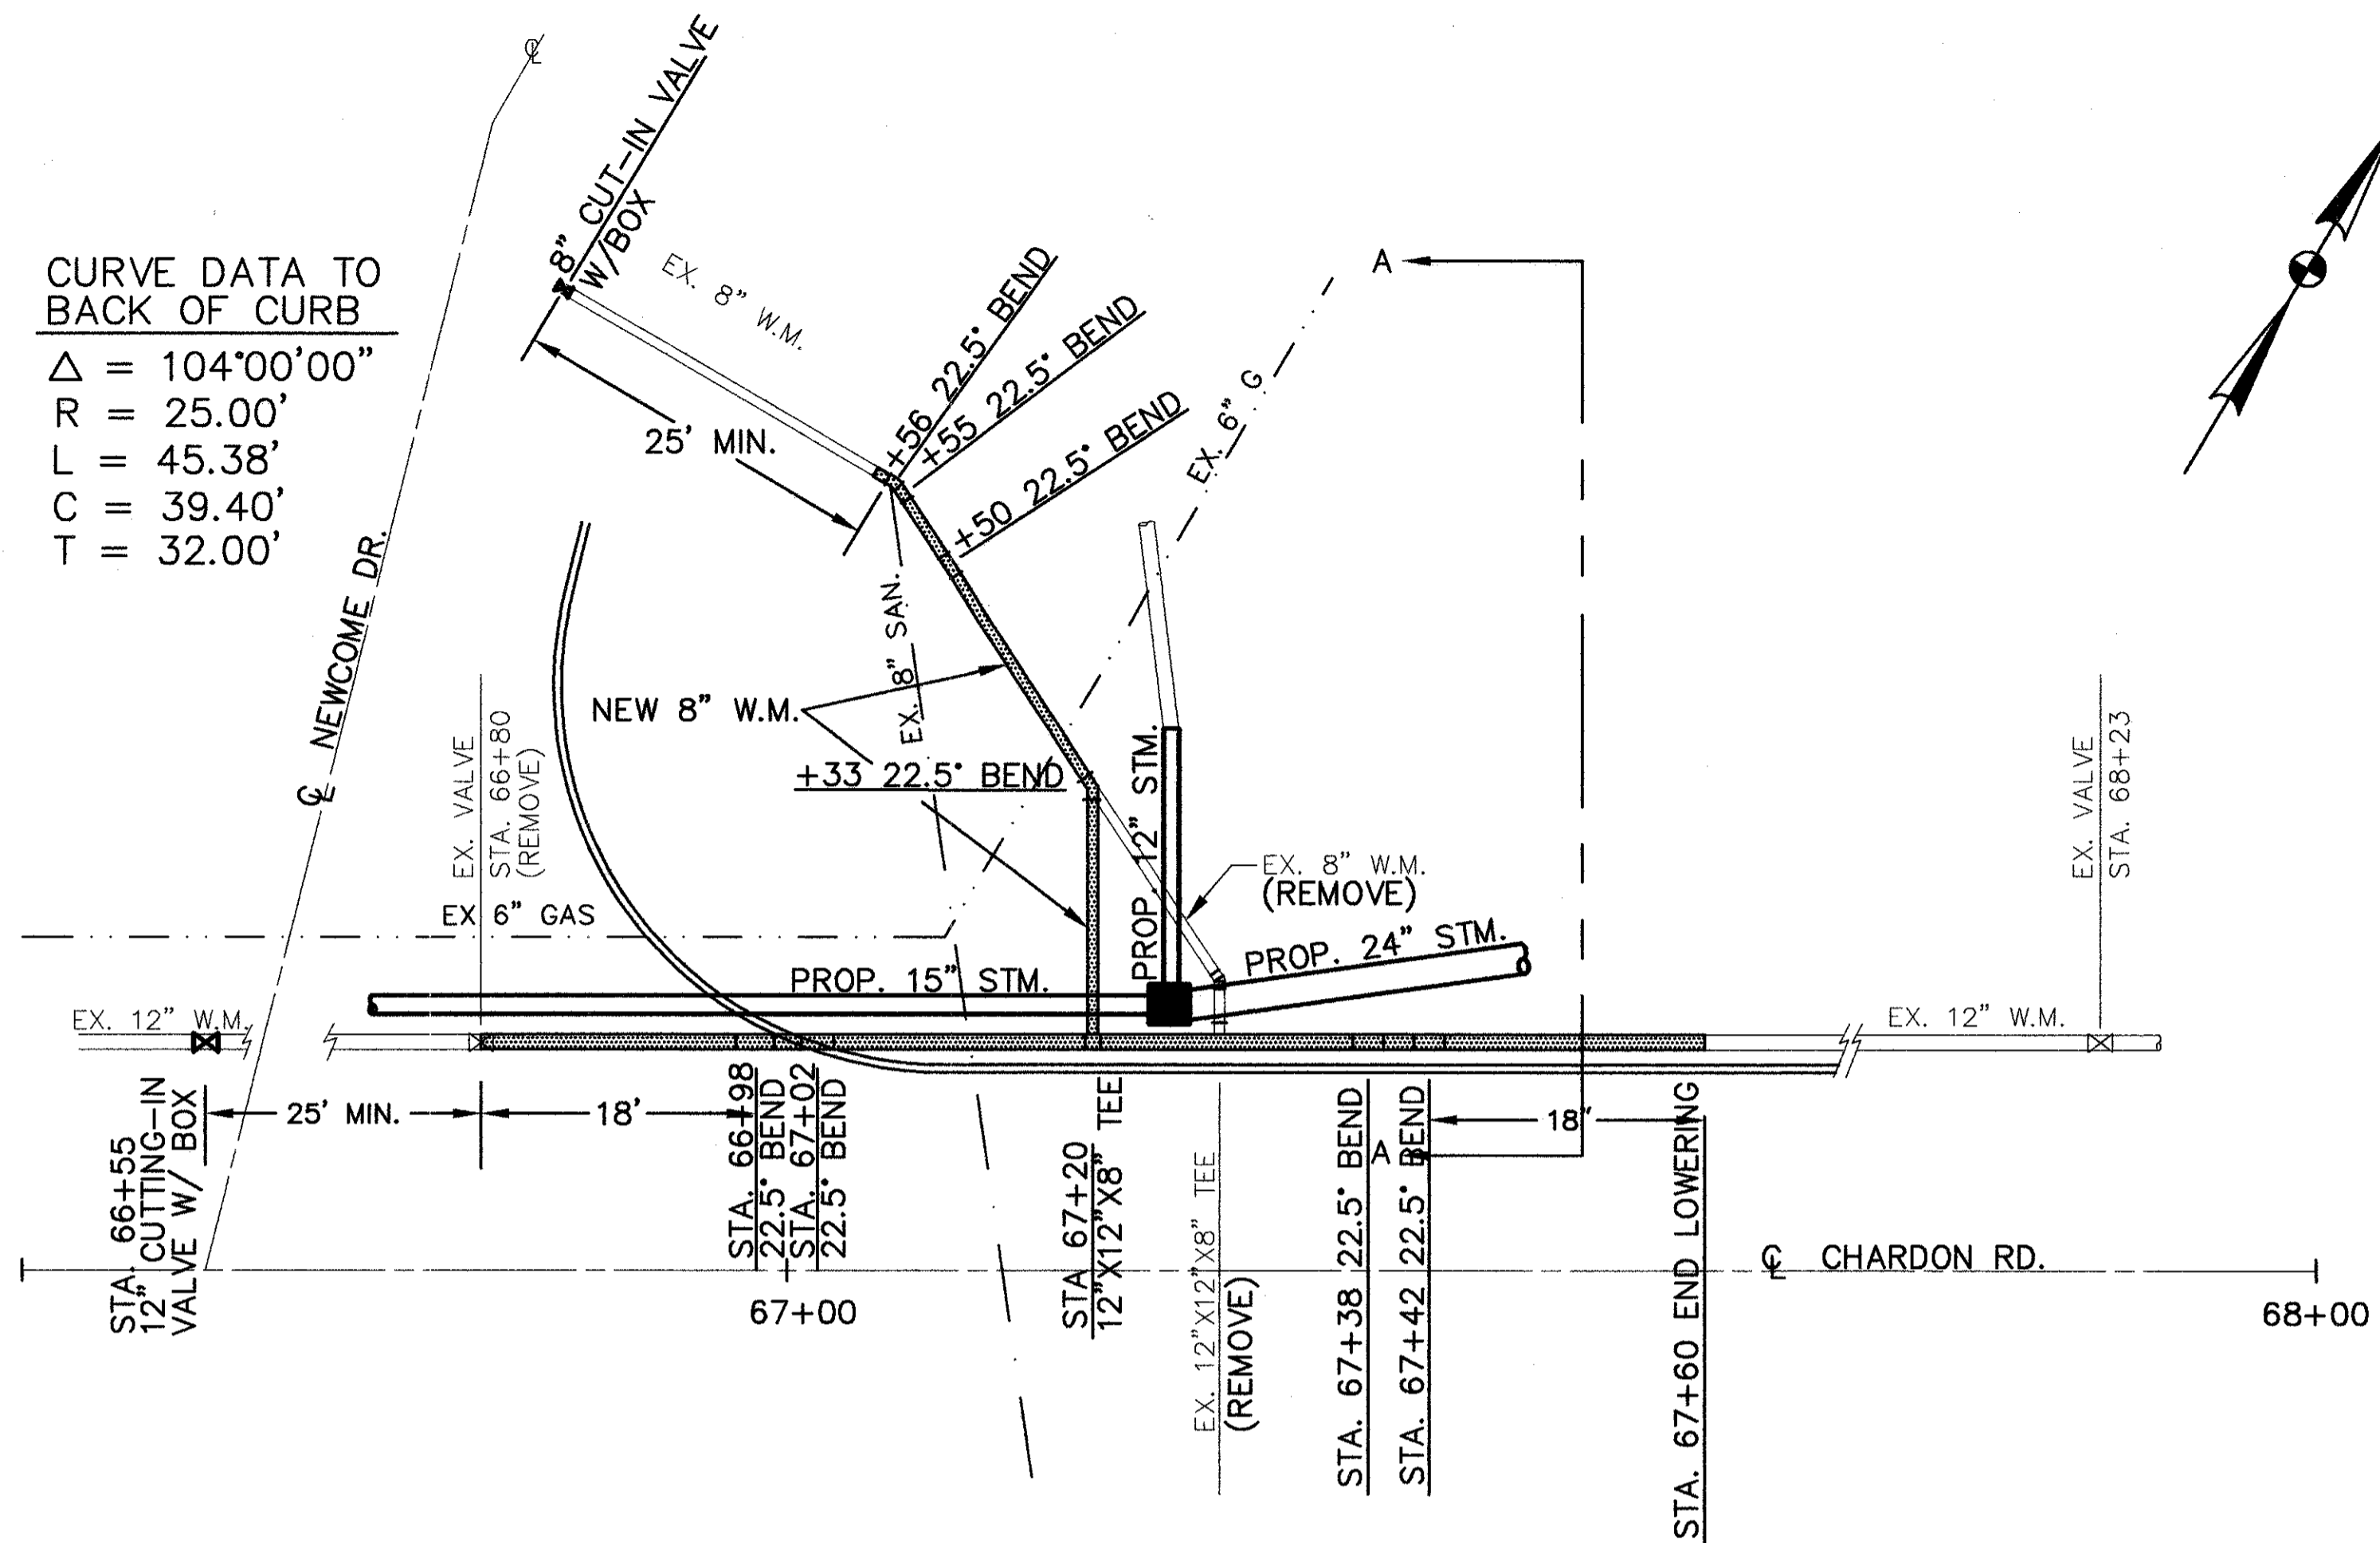 ℄
8" CUT-IN VALVE
W/BOX
EX. 8" W.M.
CURVE DATA TO
BACK OF CURB
△ = 104°00'00"
R = 25.00'
L = 45.38'
C = 39.40'
T = 32.00'
25' MIN.
+56 22.5° BEND
+55 22.5° BEND
+50 22.5° BEND
EX. 6" G
A
℄ NEWCOME DR.
EX. 8" SAN.
EX. 8"
NEW 8" W.M.
+33 22.5° BEND
EX. VALVE
STA. 66+80
(REMOVE)
EX 6" GAS
PROP 12" STM.
EX. 8" W.M.
(REMOVE)
PROP. 15" STM.
PROP. 24" STM.
EX. VALVE
STA. 68+23
EX. 12" W.M.
EX. 12" W.M.
25' MIN.
18'
18"
A
STA. 66+55
12" CUTTING-IN
VALVE W/ BOX
STA. 66+98
22.5° BEND
STA. 67+02
22.5° BEND
STA 67+20
12"X12"X8" TEE
EX. 12"X12"X8" TEE
(REMOVE)
STA. 67+38 22.5° BEND
STA. 67+42 22.5° BEND
STA. 67+60 END LOWERING
℄ CHARDON RD.
67+00
68+00